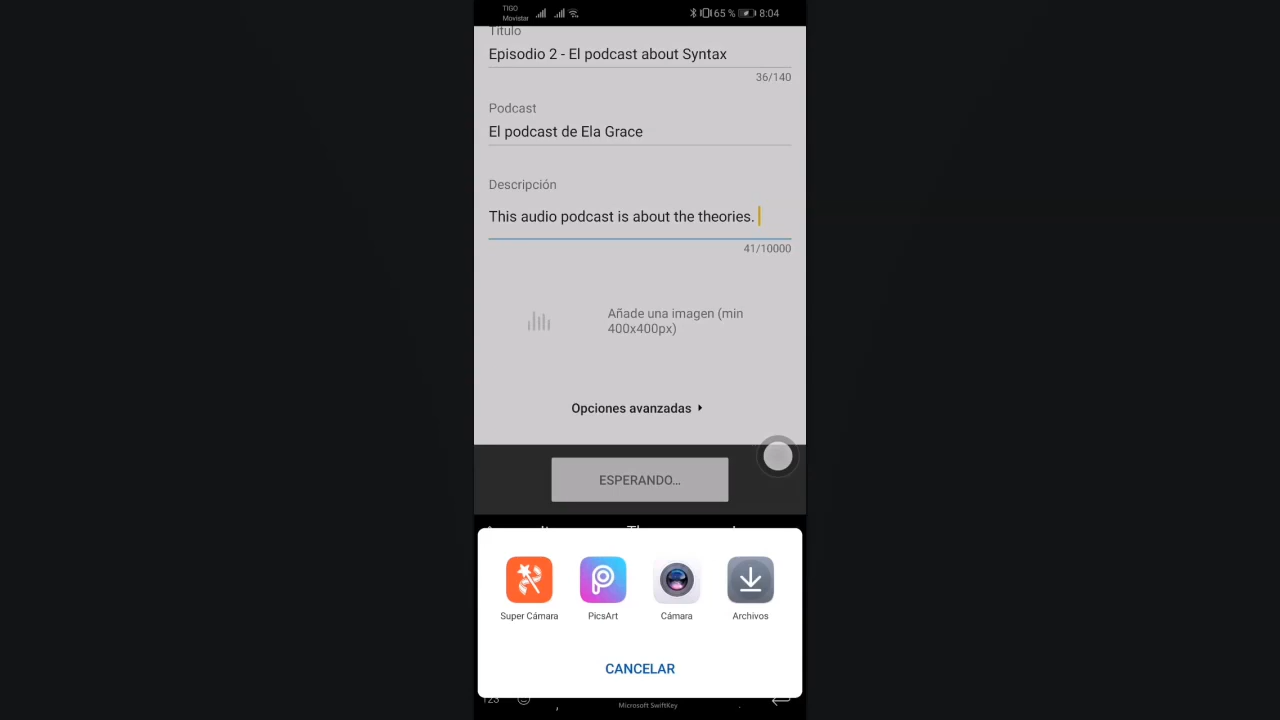 TIGO
Movistar
65 % 8:04
Título
Episodio 2 - El podcast about Syntax
36/140
Podcast
El podcast de Ela Grace
Descripción
This audio podcast is about the theories.
41/10000
Añade una imagen (min
400x400px)
Opciones avanzadas
ESPERANDO...
Super Cámara PicsArt Cámara Archivos
CANCELAR
123
Microsoft SwiftKey